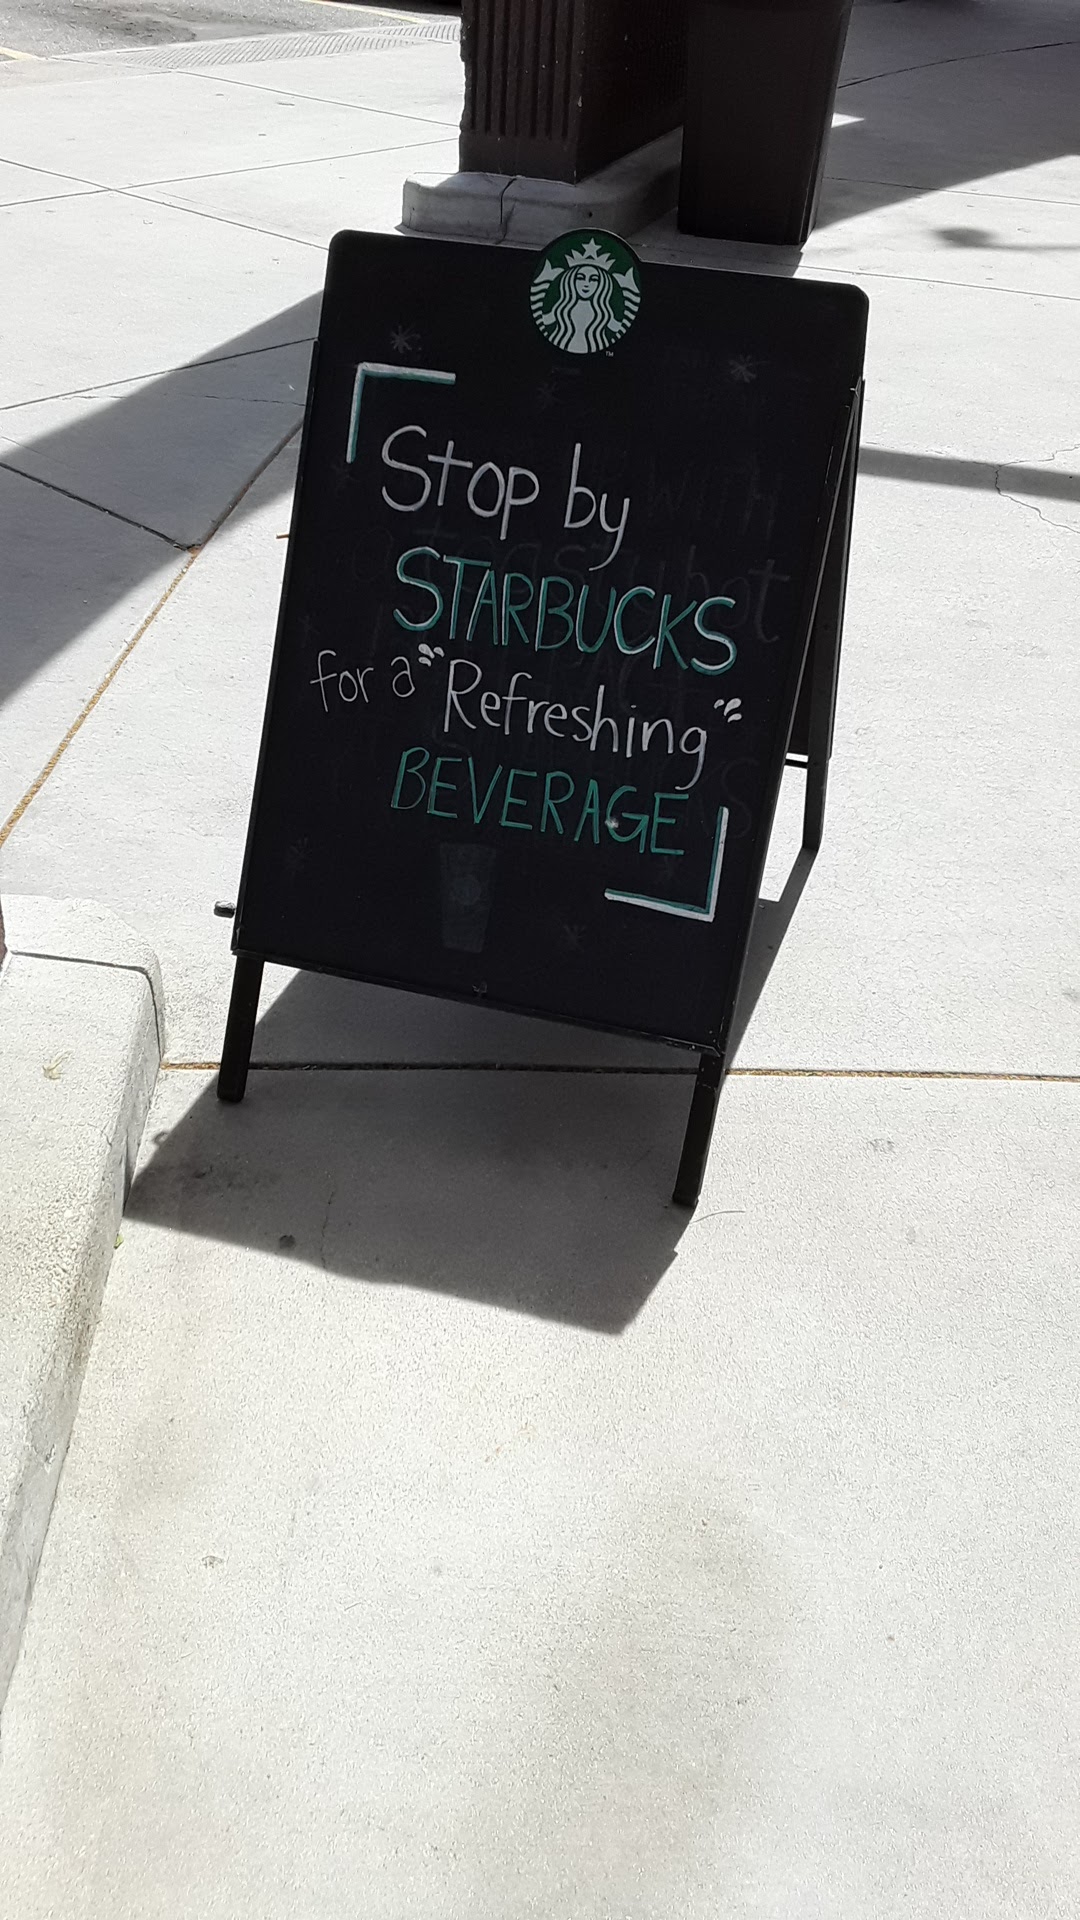 Stop by
STARBUCKS
for a "Refreshing"
BEVERAGE